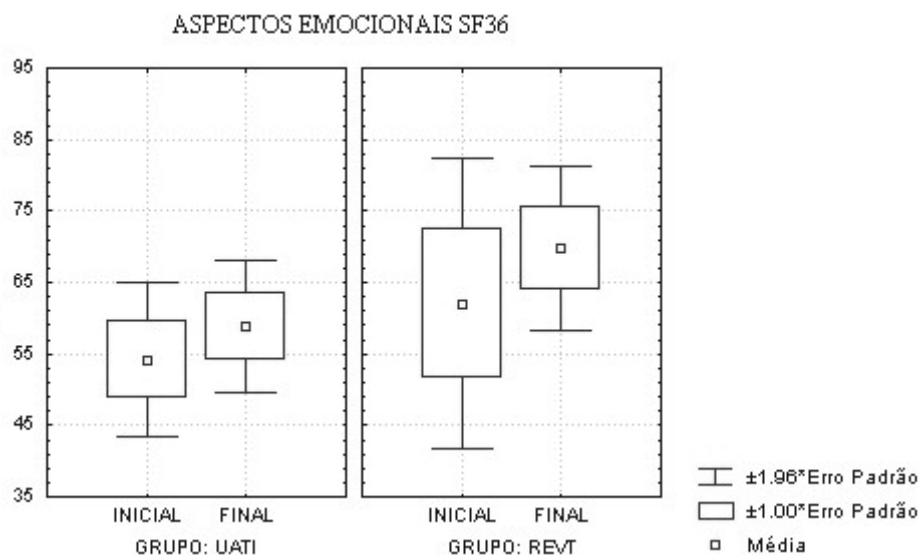 ASPECTOS EMOCIONAIS SF36
95
85
75
65
55
45
35
INICIAL FINAL
GRUPO: UATI
INICIAL FINAL
GRUPO: REVT
±1.96*Erro Padrão
±1.00*Erro Padrão
Média